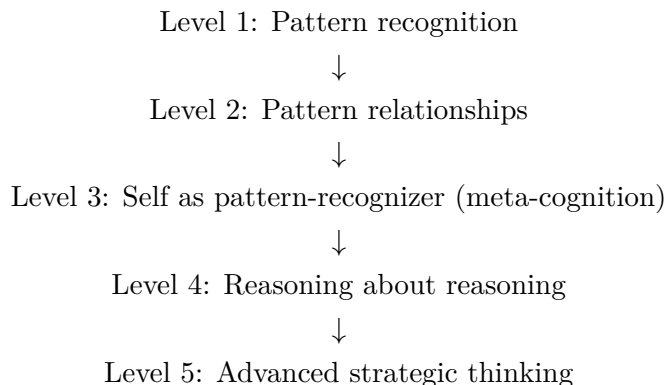 Level 1: Pattern recognition
↓
Level 2: Pattern relationships
↓
Level 3: Self as pattern-recognizer (meta-cognition)
↓
Level 4: Reasoning about reasoning
↓
Level 5: Advanced strategic thinking